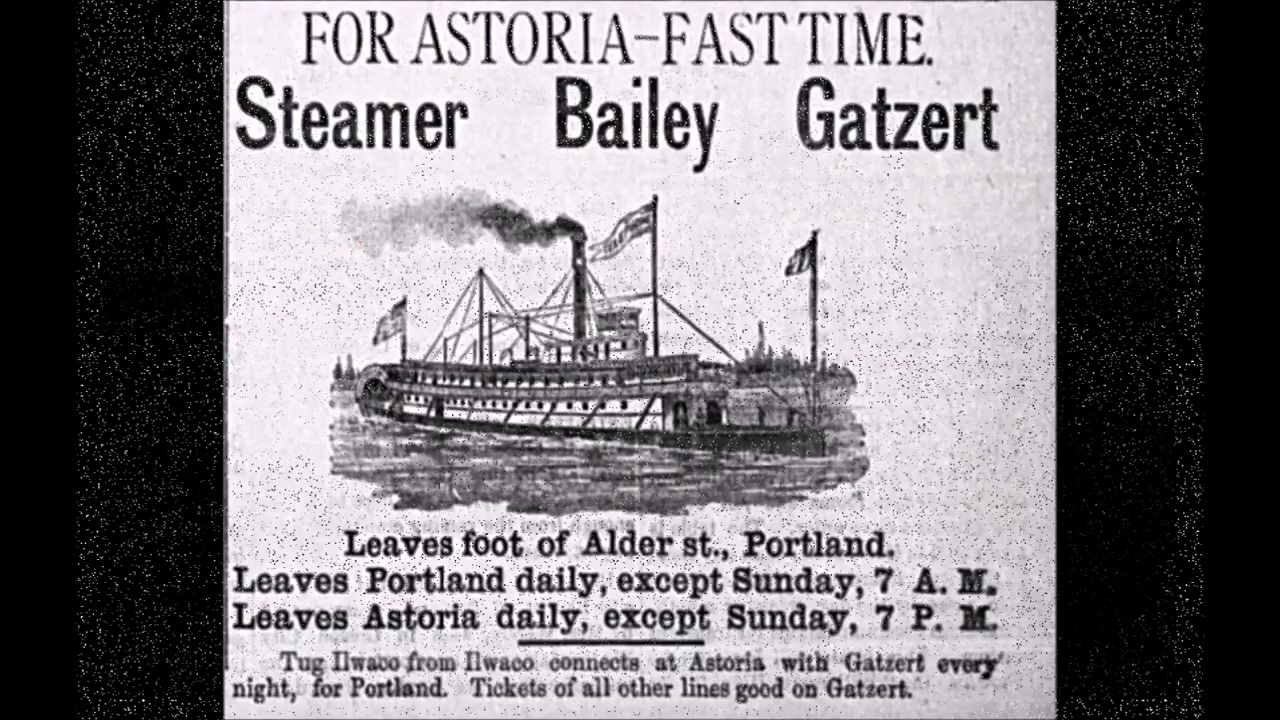 FOR ASTORIA–FAST TIME.
Steamer Bailey Gatzert
Leaves foot of Alder st., Portland.
Leaves Portland daily, except Sunday, 7 A. M.
Leaves Astoria daily, except Sunday, 7 P. M.
Tug Ilwaco from Ilwaco connects at Astoria with Gatzert every
night, for Portland. Tickets of all other lines good on Gatzert.